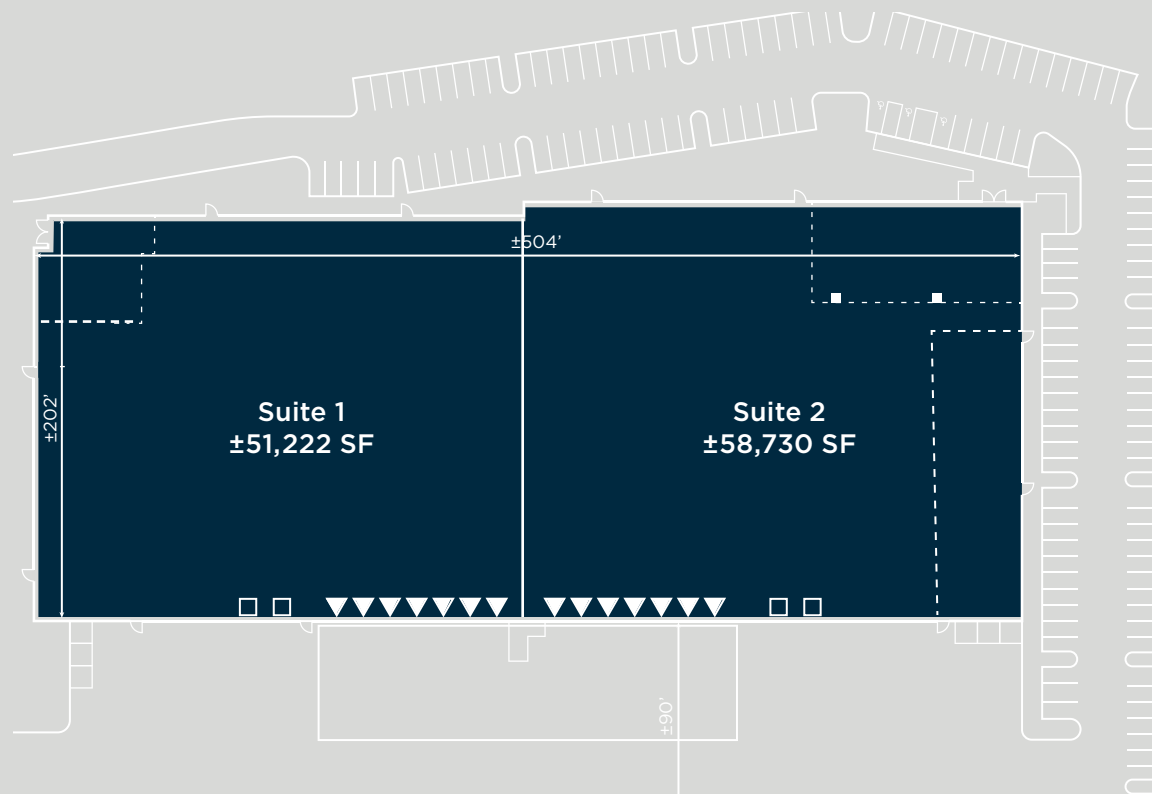 ±504’
±202’
Suite 1
±51,222 SF
Suite 2
±58,730 SF
±90’